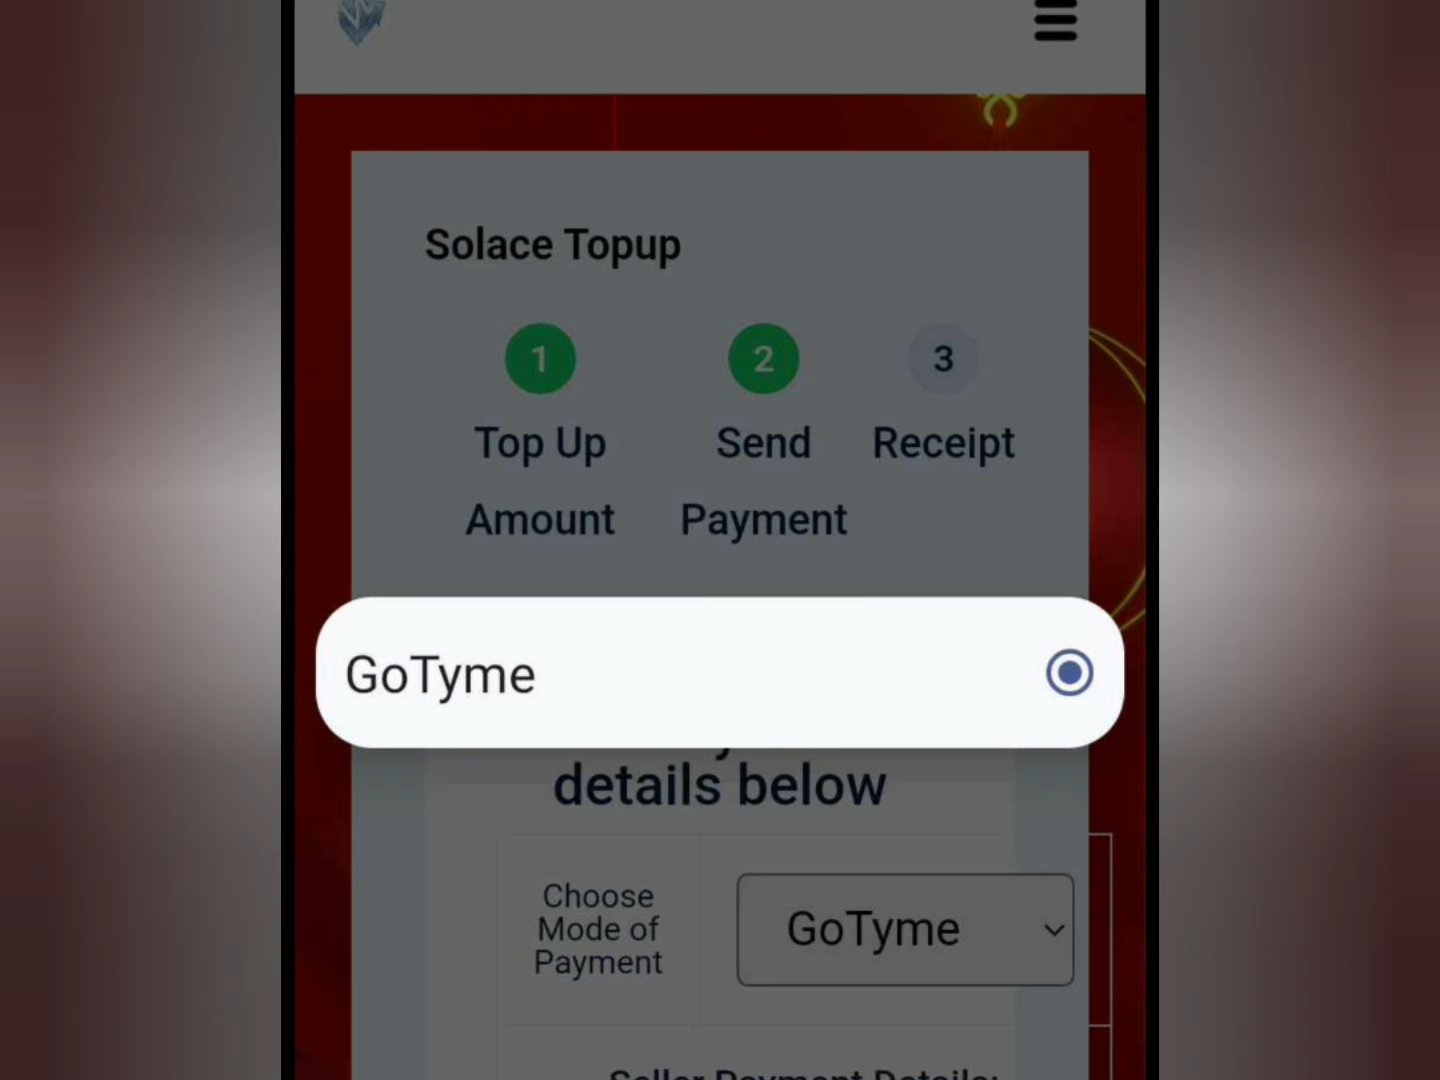 Solace Topup
1 2 3
Top Up Send Receipt
Amount Payment
GoTyme
details below
Choose
Mode of
Payment
GoTyme
Seller Payment Details: